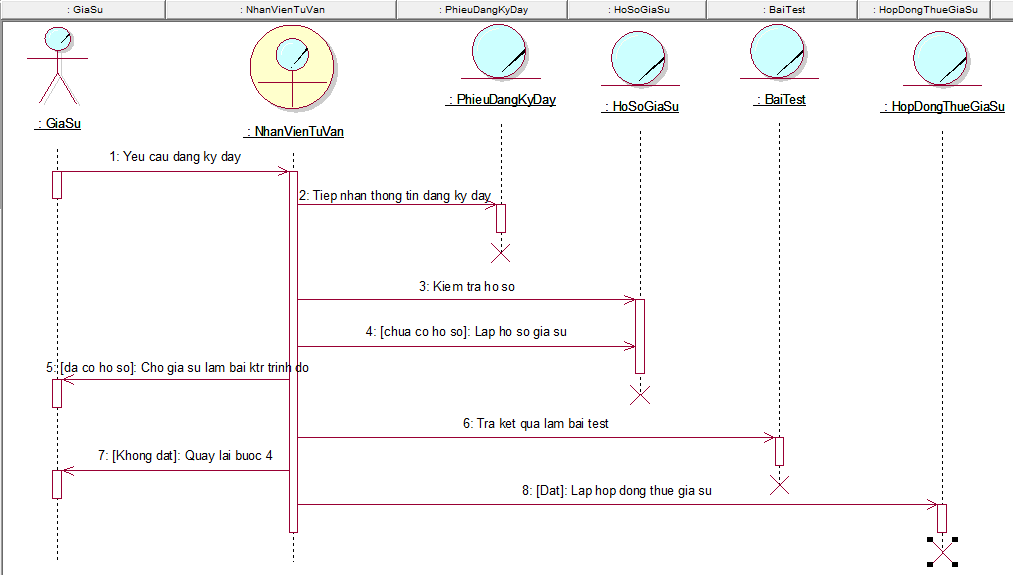 : GiaSu
: NhanVienTuVan
: PhieuDangKyDay
: HoSoGiaSu
: BaiTest
: HopDongThueGiaSu
: GiaSu
: NhanVienTuVan
: PhieuDangKyDay
: HoSoGiaSu
: BaiTest
: HopDongThueGiaSu
1: Yeu cau dang ky day
2: Tiep nhan thong tin dang ky day
3: Kiem tra ho so
4: [chua co ho so]: Lap ho so gia su
5: [da co ho so]: Cho gia su lam bai ktr trinh do
6: Tra ket qua lam bai test
7: [Khong dat]: Quay lai buoc 4
8: [Dat]: Lap hop dong thue gia su